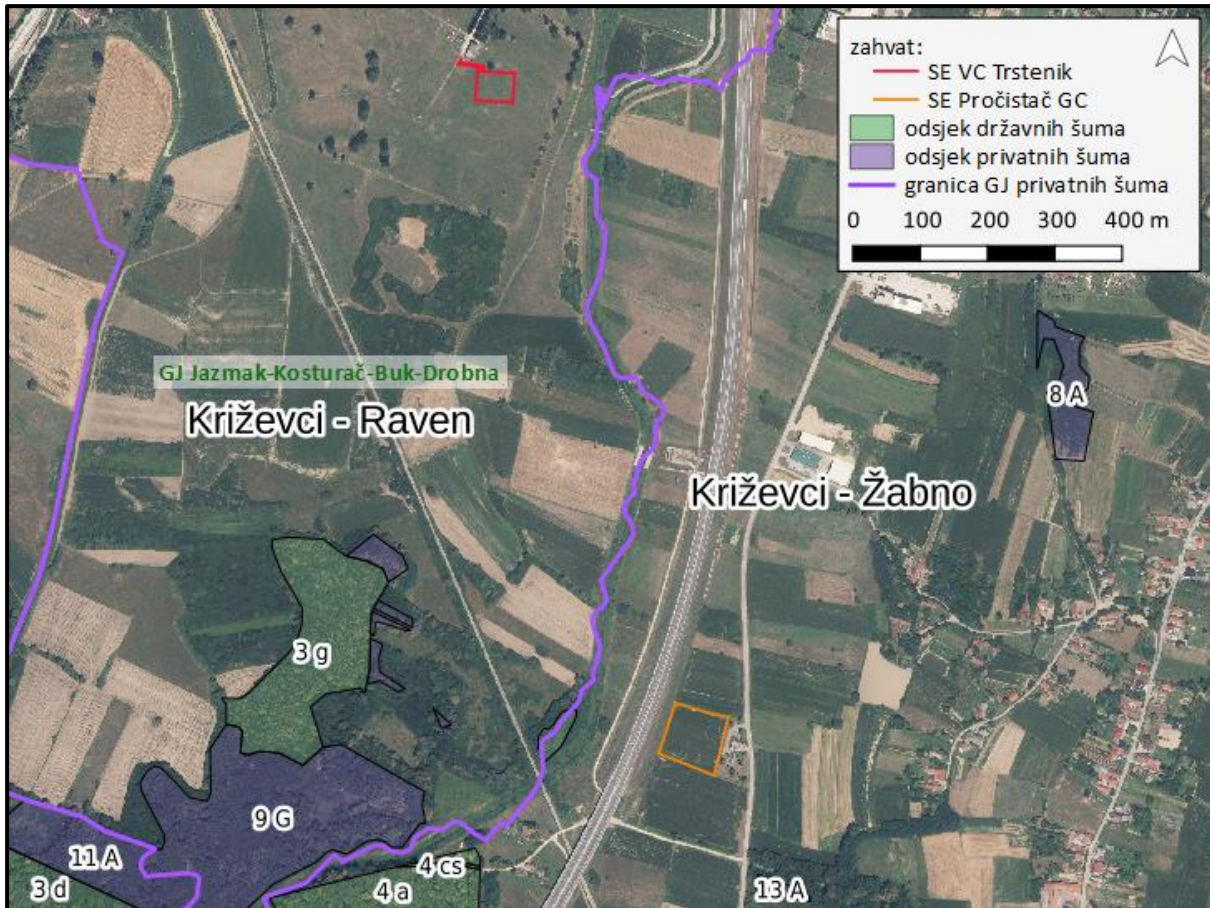 zahvat:
SE VC Trstenik
SE Pročistač GC
odsjek državnih šuma
odsjek privatnih šuma
granica GJ privatnih šuma
0 100 200 300 400 m
GJ Jazmak-Kosturač-Buk-Drobna
Križevci - Raven
8 A
Križevci - Žabno
3 g
9 G
11 A
4 cs
3 d
4 a
13 A